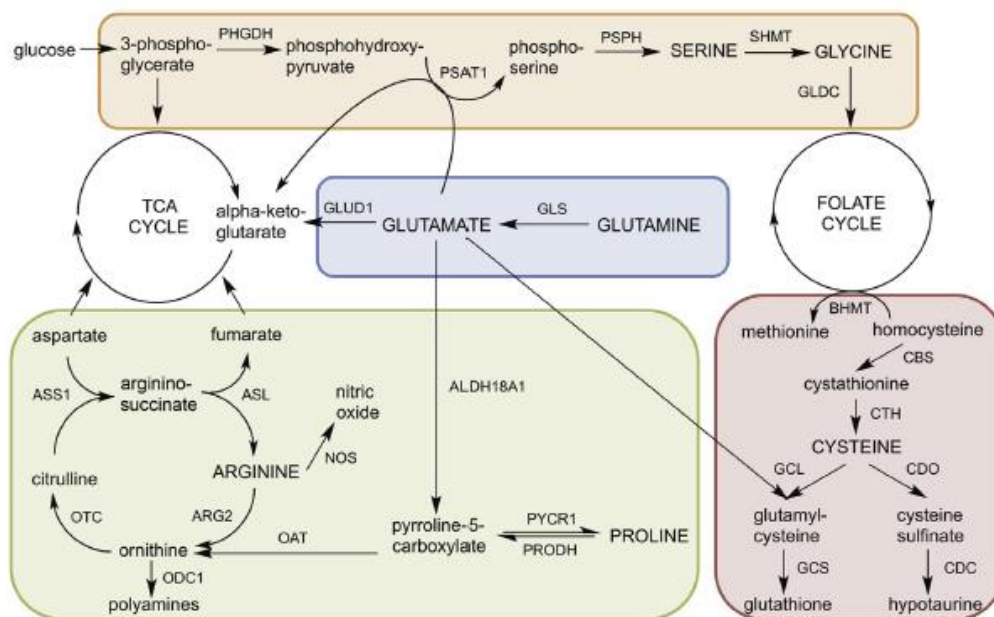 glucose
3-phospho-
glycerate
PHGDH
phosphohydroxy-
pyruvate
PSAT1
phospho-
serine
PSPH
SERINE
SHMT
GLYCINE
GLDC
TCA
CYCLE
alpha-keto-
glutarate
GLUD1
GLUTAMATE
GLS
GLUTAMINE
FOLATE
CYCLE
aspartate
fumarate
ASS1
arginino-
succinate
ASL
nitric
oxide
NOS
citrulline
ARGININE
OTC
ARG2
ornithine
OAT
ODC1
polyamines
ALDH18A1
pyrroline-5-
carboxylate
PYCR1
PRODH
PROLINE
BHMT
methionine
homocysteine
CBS
cystathionine
CTH
CYSTEINE
GCL
CDO
glutamyl-
cysteine
cysteine
sulfinate
GCS
CDC
glutathione
hypotaurine